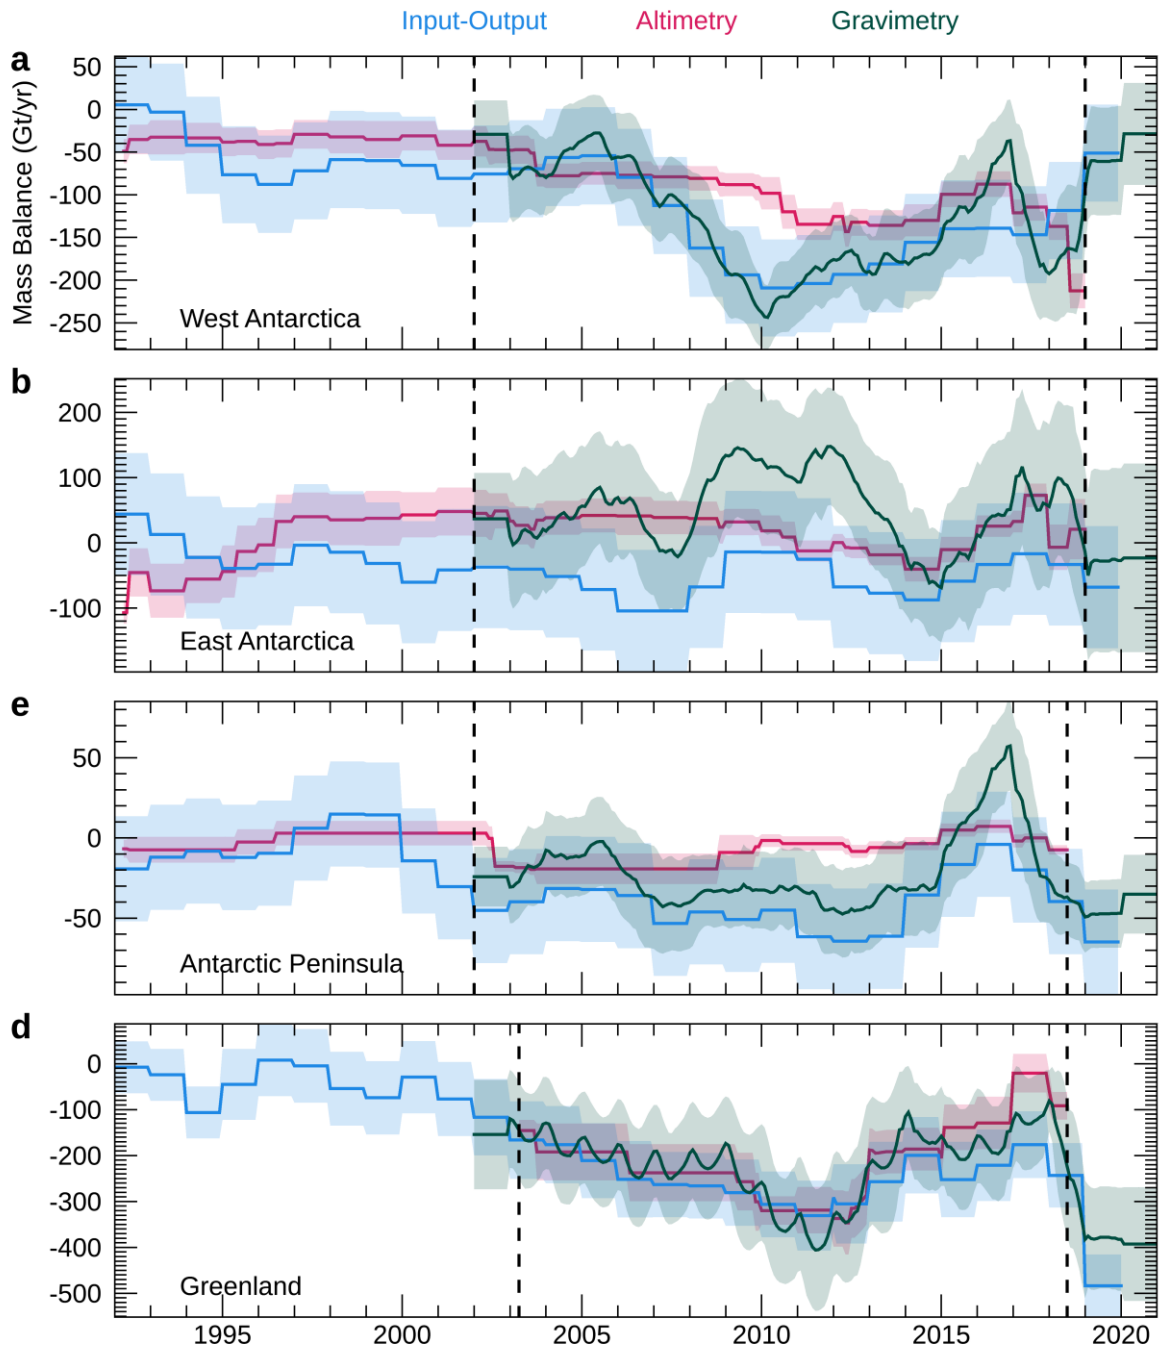 Input-Output Altimetry Gravimetry
a
50
0
-50
-100
-150
-200
-250
Mass Balance (Gt/yr)
West Antarctica
b
200
100
0
-100
East Antarctica
e
50
0
-50
Antarctic Peninsula
d
0
-100
-200
-300
-400
-500
Greenland
1995 2000 2005 2010 2015 2020